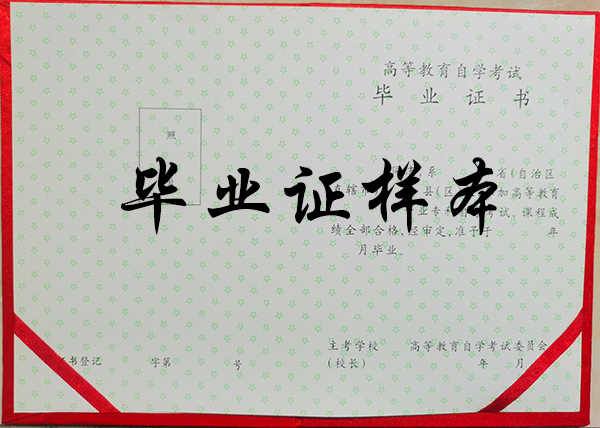 高等教育自学考试
毕业证书
照
毕业证样本
系 省(自治区
直辖 县(区 加高等教育
业专 考试,课程成
绩全部合格,经审定,准予于 年
月毕业。
主考学校 高等教育自学考试委员会
(校长) 年 月
证书登记 字第 号